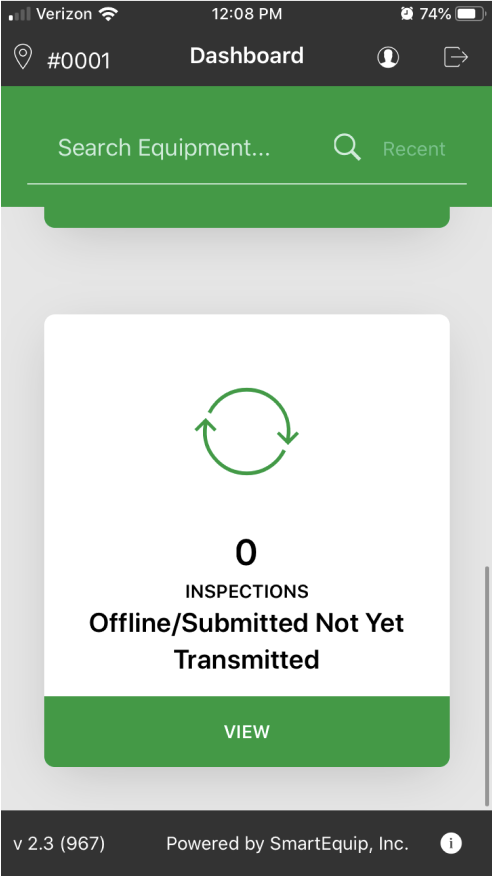 Verizon 12:08 PM 74%
#0001 Dashboard
Search Equipment... Recent
0
INSPECTIONS
Offline/Submitted Not Yet
Transmitted
VIEW
v 2.3 (967) Powered by SmartEquip, Inc. i